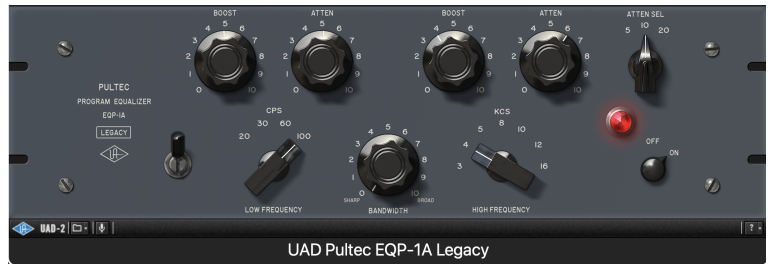 BOOST
ATTEN
BOOST
ATTEN
ATTEN SEL
5 10 20
0 1 2 3 4 5 6 7 8 9 10
0 1 2 3 4 5 6 7 8 9 10
0 1 2 3 4 5 6 7 8 9 10
0 1 2 3 4 5 6 7 8 9 10
PULTEC
PROGRAM EQUALIZER
EQP-1A
LEGACY
CPS
20 30 60 100
LOW FREQUENCY
0 1 2 3 4 5 6 7 8 9 10
SHARP
BROAD
BANDWIDTH
KCS
3 4 5 8 10 12 16
HIGH FREQUENCY
OFF
ON
UAD-2
?
UAD Pultec EQP-1A Legacy